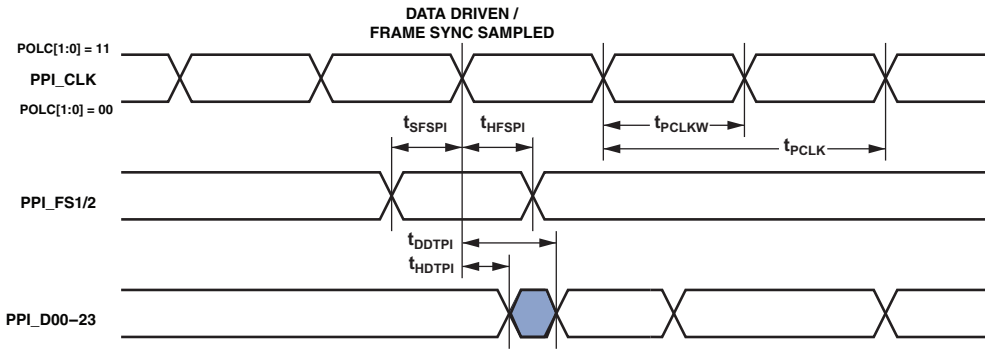 DATA DRIVEN /
FRAME SYNC SAMPLED
POLC[1:0] = 11
PPI_CLK
POLC[1:0] = 00
tSFSPI
tHFSPI
tPCLKW
tPCLK
PPI_FS1/2
tDDTPI
tHDTPI
PPI_D00–23